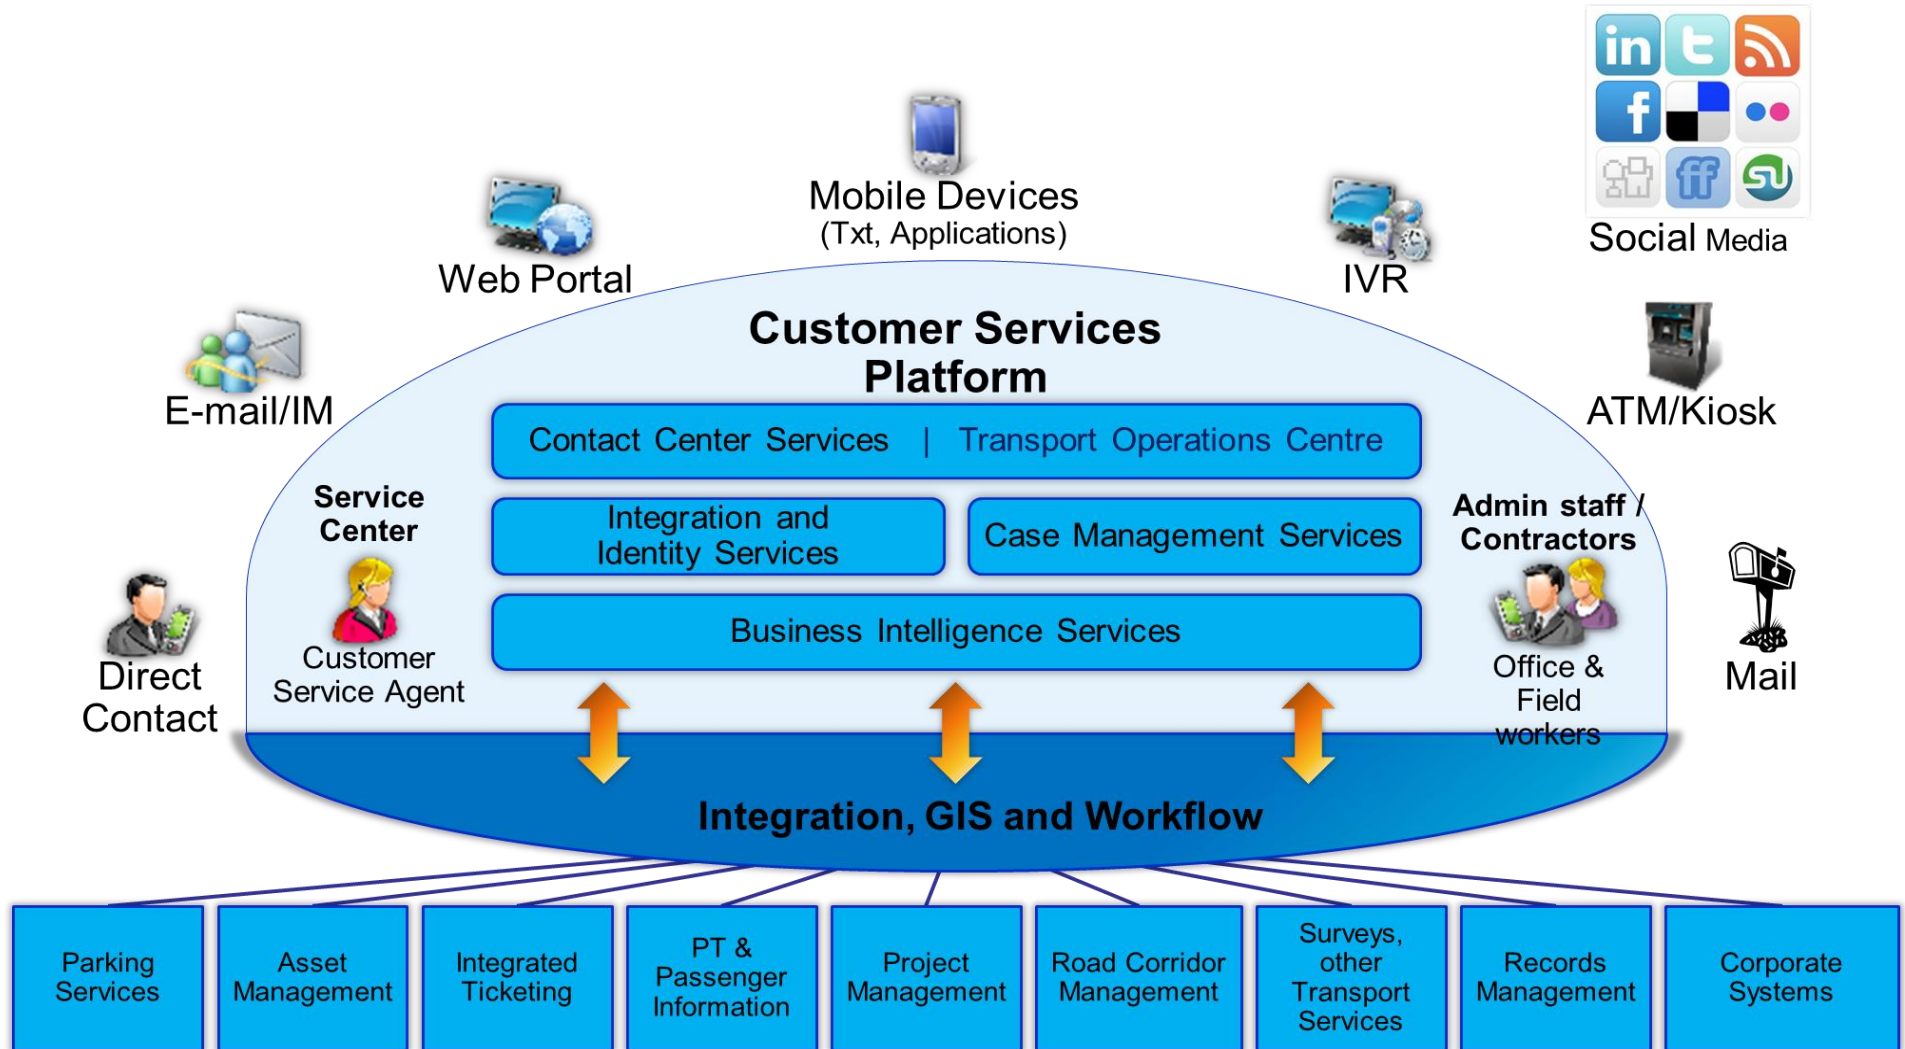 in t
f
ff su
Social Media
Mobile Devices
(Txt, Applications)
Web Portal
IVR
E-mail/IM
ATM/Kiosk
Customer Services
Platform
Contact Center Services | Transport Operations Centre
Service
Center
Integration and
Identity Services
Case Management Services
Admin staff /
Contractors
Business Intelligence Services
Customer
Service Agent
Office &
Field
workers
Direct
Contact
Mail
Integration, GIS and Workflow
Parking
Services
Asset
Management
Integrated
Ticketing
PT &
Passenger
Information
Project
Management
Road Corridor
Management
Surveys,
other
Transport
Services
Records
Management
Corporate
Systems